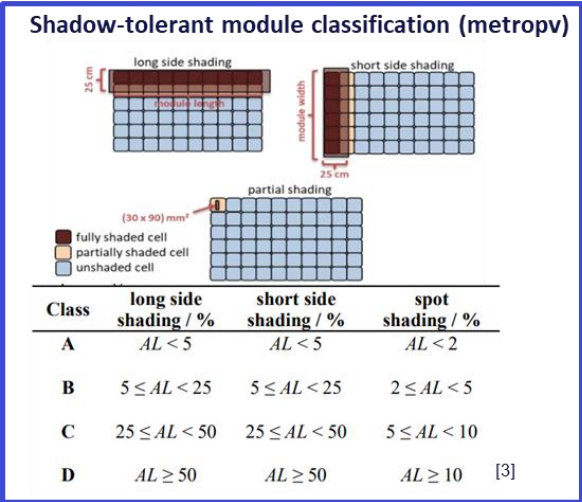 Shadow-tolerant module classification (metropv)
long side shading
25 cm
module length
short side shading
module width
25 cm
partial shading
(30 x 90) mm²
fully shaded cell
partially shaded cell
unshaded cell
Class long side shading / % short side shading / % spot shading / %
A AL < 5 AL < 5 AL < 2
B 5 ≤ AL < 25 5 ≤ AL < 25 2 ≤ AL < 5
C 25 ≤ AL < 50 25 ≤ AL < 50 5 ≤ AL < 10
D AL ≥ 50 AL ≥ 50 AL ≥ 10 [3]